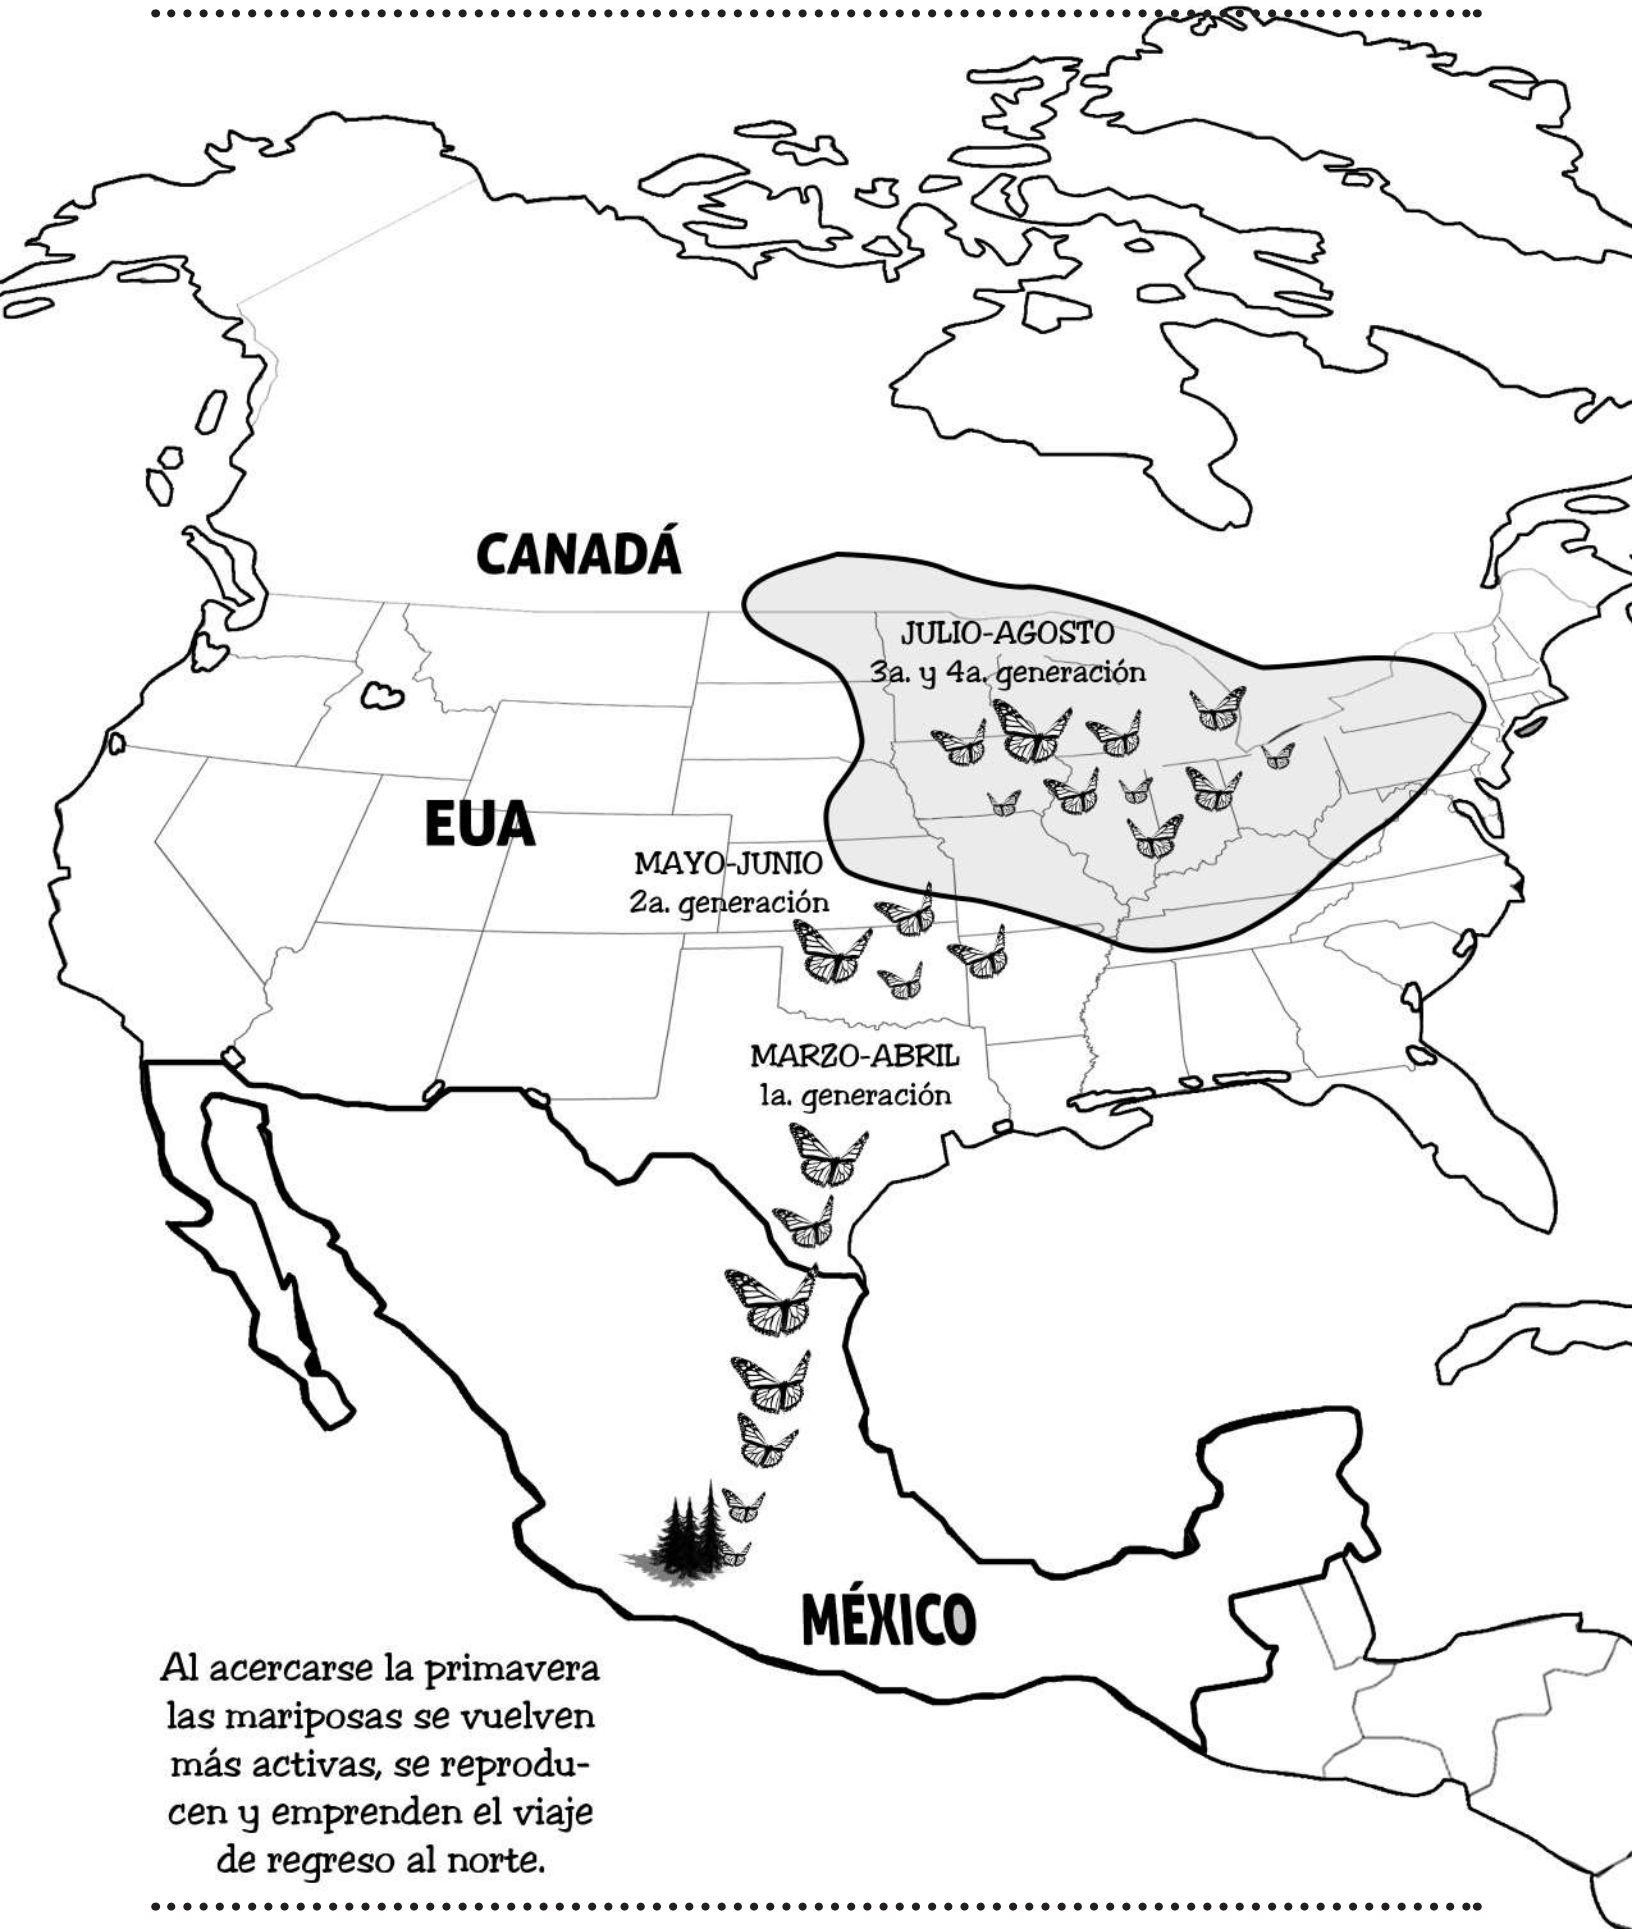 CANADÁ
JULIO-AGOSTO
3a. y 4a. generación
EUA
MAYO-JUNIO
2a. generación
MARZO-ABRIL
1a. generación
MÉXICO
Al acercarse la primavera
las mariposas se vuelven
más activas, se reprodu-
cen y emprenden el viaje
de regreso al norte.